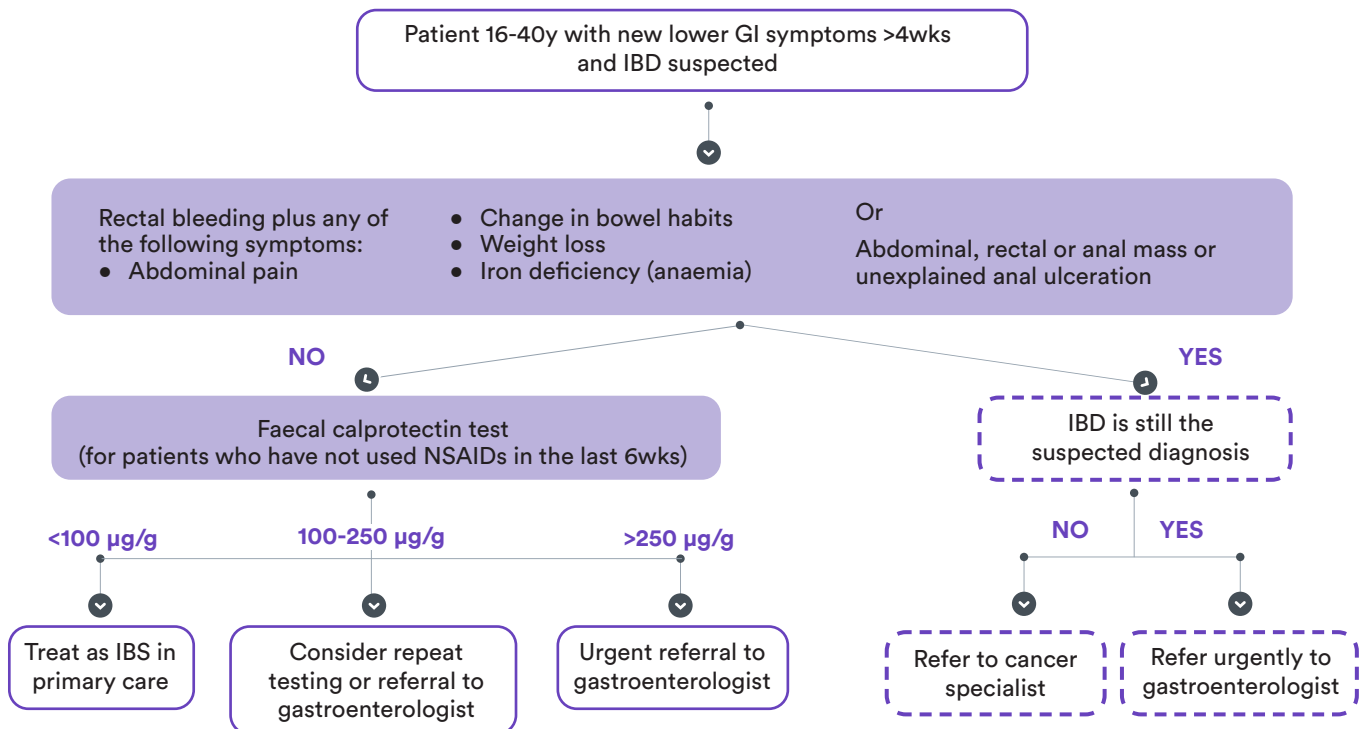 Patient 16-40y with new lower GI symptoms >4wks
and IBD suspected
Rectal bleeding plus any of
the following symptoms:
● Abdominal pain
● Change in bowel habits
● Weight loss
● Iron deficiency (anaemia)
Or
Abdominal, rectal or anal mass or
unexplained anal ulceration
NO
YES
Faecal calprotectin test
(for patients who have not used NSAIDs in the last 6wks)
IBD is still the
suspected diagnosis
<100 µg/g
100-250 µg/g
>250 µg/g
NO
YES
Treat as IBS in
primary care
Consider repeat
testing or referral to
gastroenterologist
Urgent referral to
gastroenterologist
Refer to cancer
specialist
Refer urgently to
gastroenterologist